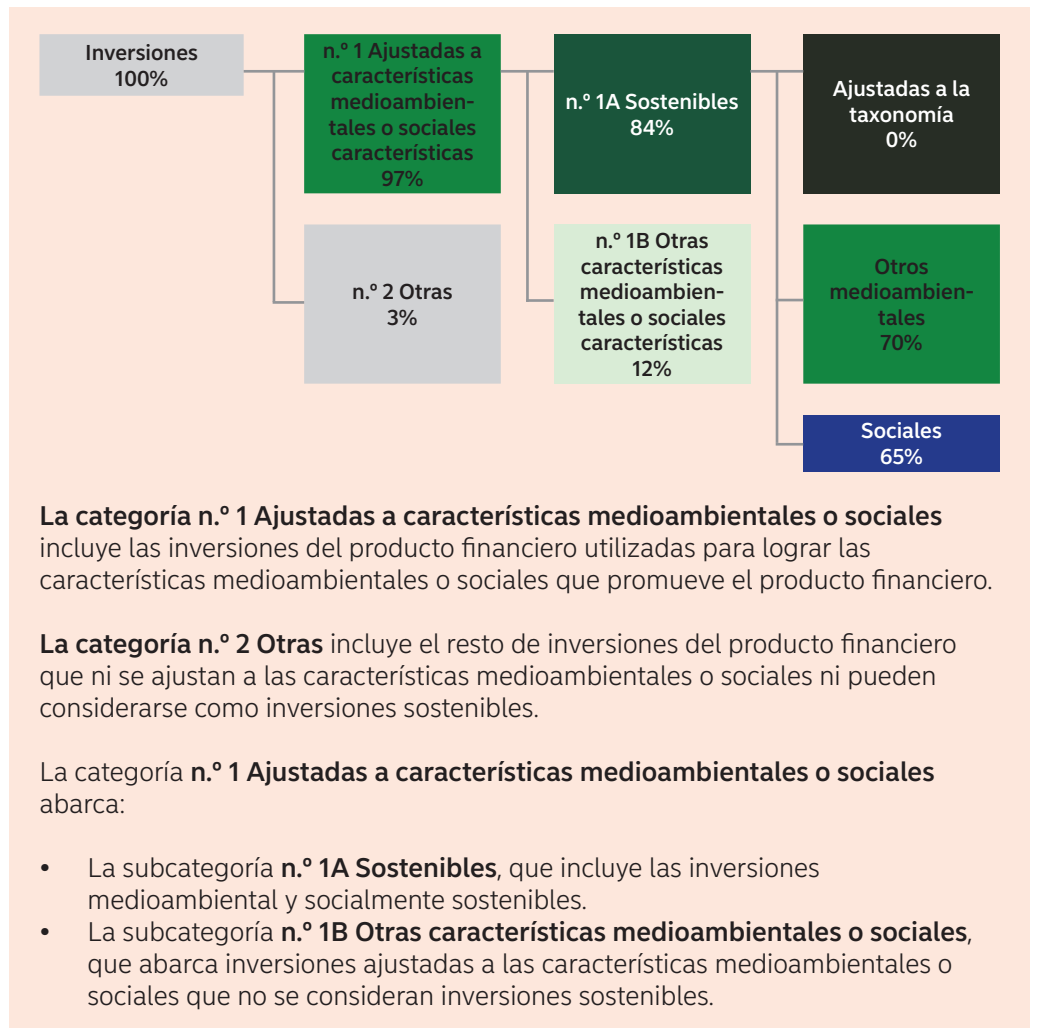 Inversiones
100%
n.º 1 Ajustadas a
características
medioambien-
tales o sociales
características
97%
n.º 2 Otras
3%
n.º 1A Sostenibles
84%
n.º 1B Otras
características
medioambien-
tales o sociales
características
12%
Ajustadas a la
taxonomía
0%
Otros
medioambien-
tales
70%
Sociales
65%
La categoría n.º 1 Ajustadas a características medioambientales o sociales
incluye las inversiones del producto financiero utilizadas para lograr las
características medioambientales o sociales que promueve el producto financiero.
La categoría n.º 2 Otras incluye el resto de inversiones del producto financiero
que ni se ajustan a las características medioambientales o sociales ni pueden
considerarse como inversiones sostenibles.
La categoría n.º 1 Ajustadas a características medioambientales o sociales
abarca:
• La subcategoría n.º 1A Sostenibles, que incluye las inversiones
medioambiental y socialmente sostenibles.
• La subcategoría n.º 1B Otras características medioambientales o sociales,
que abarca inversiones ajustadas a las características medioambientales o
sociales que no se consideran inversiones sostenibles.